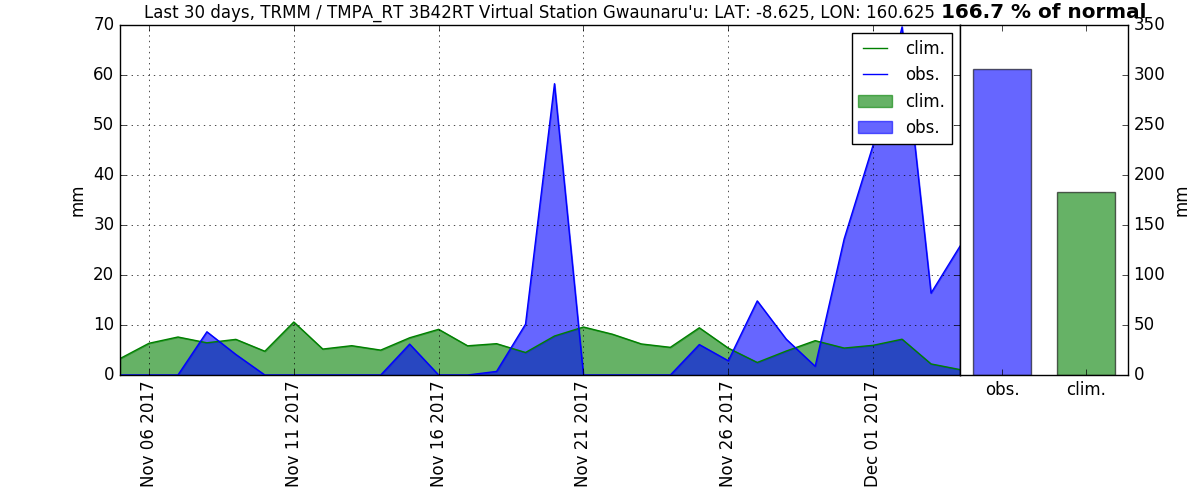 Last 30 days, TRMM / TMPA_RT 3B42RT Virtual Station Gwaunaru'u: LAT: -8.625, LON: 160.625 166.7 % of normal
70
60
50
40
30
20
10
0
mm
clim.
obs.
clim.
obs.
350
300
250
200
150
100
50
0
mm
obs. clim.
Nov 06 2017
Nov 11 2017
Nov 16 2017
Nov 21 2017
Nov 26 2017
Dec 01 2017